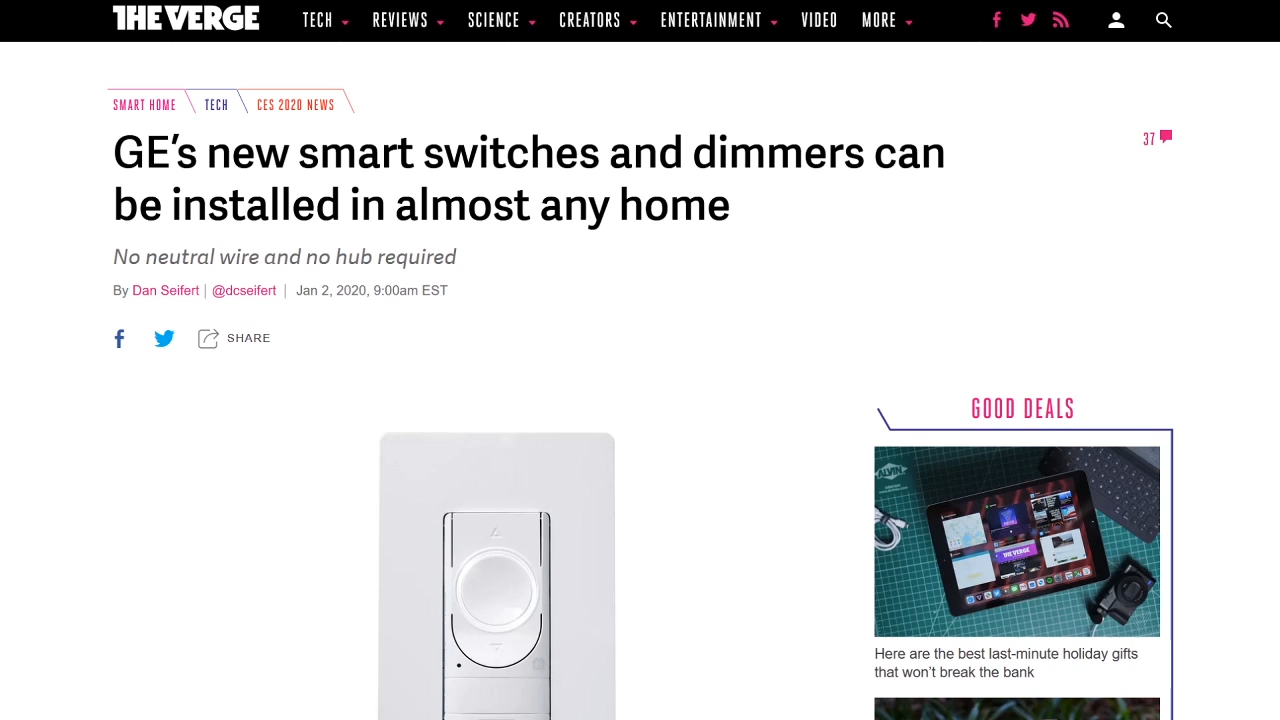 THE VERGE
TECH REVIEWS SCIENCE CREATORS ENTERTAINMENT VIDEO MORE
SMART HOME TECH CES 2020 NEWS
GE's new smart switches and dimmers can
be installed in almost any home
37
No neutral wire and no hub required
By Dan Seifert | @dcseifert | Jan 2, 2020, 9:00am EST
SHARE
GOOD DEALS
ALVIN
THE VERGE
Here are the best last-minute holiday gifts
that won't break the bank